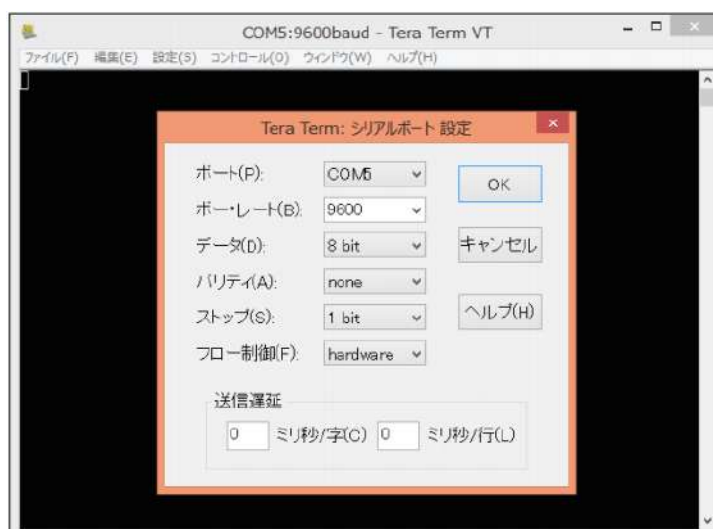 COM5:9600baud - Tera Term VT
ファイル(F) 編集(E) 設定(S) コントロール(O) ウィンドウ(W) ヘルプ(H)
Tera Term: シリアルポート 設定
ポート(P): COM5
OK
ボー・レート(B): 9600
データ(D): 8 bit
キャンセル
パリティ(A): none
ストップ(S): 1 bit
ヘルプ(H)
フロー制御(F): hardware
送信遅延
0 ミリ秒/字(C) 0 ミリ秒/行(L)